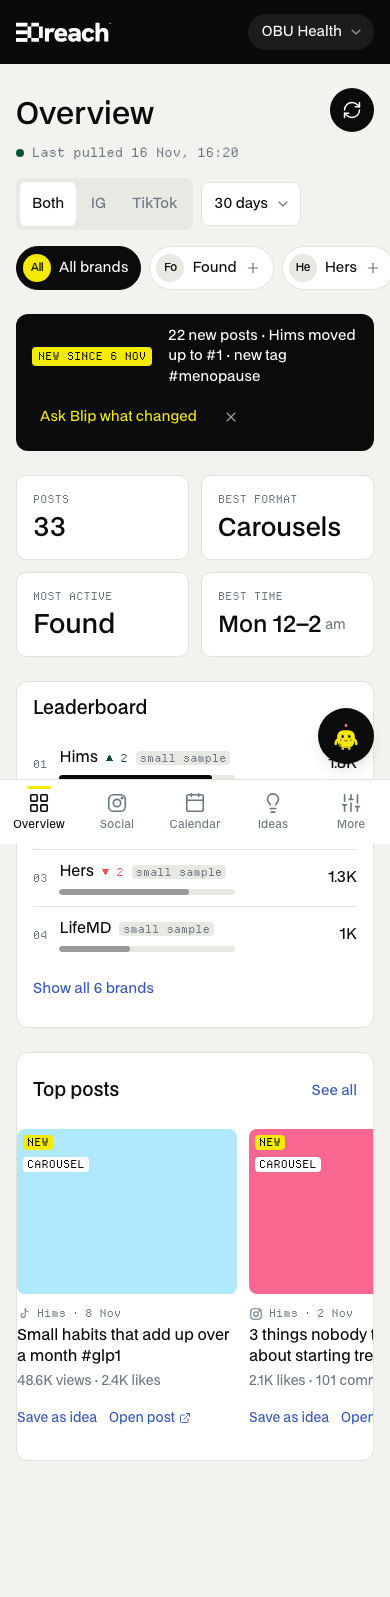 reach
OBU Health
Overview
Last pulled 16 Nov, 16:20
Both IG TikTok 30 days
All All brands Fo Found He Hers
NEW SINCE 6 NOV
22 new posts · Hims moved
up to #1 · new tag
#menopause
Ask Blip what changed
POSTS
33
BEST FORMAT
Carousels
MOST ACTIVE
Found
BEST TIME
Mon 12–2 am
Leaderboard
01 Hims 2 small sample 1.8K
Overview Social Calendar Ideas More
03 Hers 2 small sample 1.3K
04 LifeMD small sample 1K
Show all 6 brands
Top posts See all
NEW
CAROUSEL
Hims · 8 Nov
Small habits that add up over
a month #glp1
48.6K views · 2.4K likes
Save as idea Open post
NEW
CAROUSEL
Hims · 2 Nov
3 things nobody
about starting
2.1K likes · 101
Save as idea Open